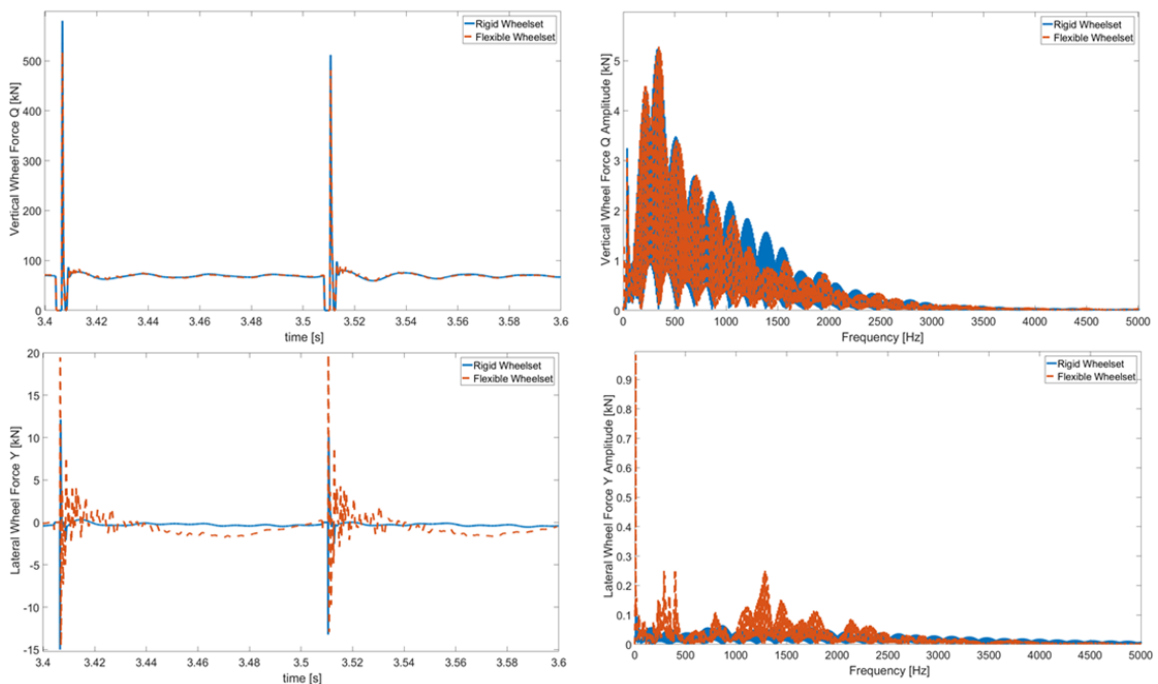 Rigid Wheelset
Flexible Wheelset
Vertical Wheel Force Q [kN]
500
400
300
200
100
0
3.4 3.42 3.44 3.46 3.48 3.5 3.52 3.54 3.56 3.58 3.6
time [s]
Rigid Wheelset
Flexible Wheelset
Vertical Wheel Force Q Amplitude [kN]
5
4
3
2
1
0
0 500 1000 1500 2000 2500 3000 3500 4000 4500 5000
Frequency [Hz]
Rigid Wheelset
Flexible Wheelset
Lateral Wheel Force Y [kN]
20
15
10
5
0
-5
-10
-15
3.4 3.42 3.44 3.46 3.48 3.5 3.52 3.54 3.56 3.58 3.6
time [s]
Rigid Wheelset
Flexible Wheelset
Lateral Wheel Force Y Amplitude [kN]
0.9
0.8
0.7
0.6
0.5
0.4
0.3
0.2
0.1
0
0 500 1000 1500 2000 2500 3000 3500 4000 4500 5000
Frequency [Hz]